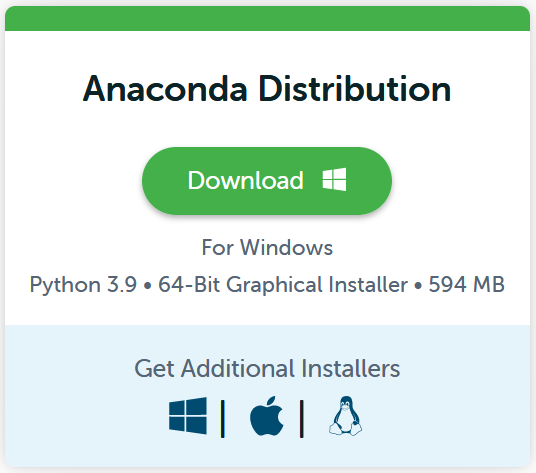 Anaconda Distribution
Download
For Windows
Python 3.9 • 64-Bit Graphical Installer • 594 MB
Get Additional Installers